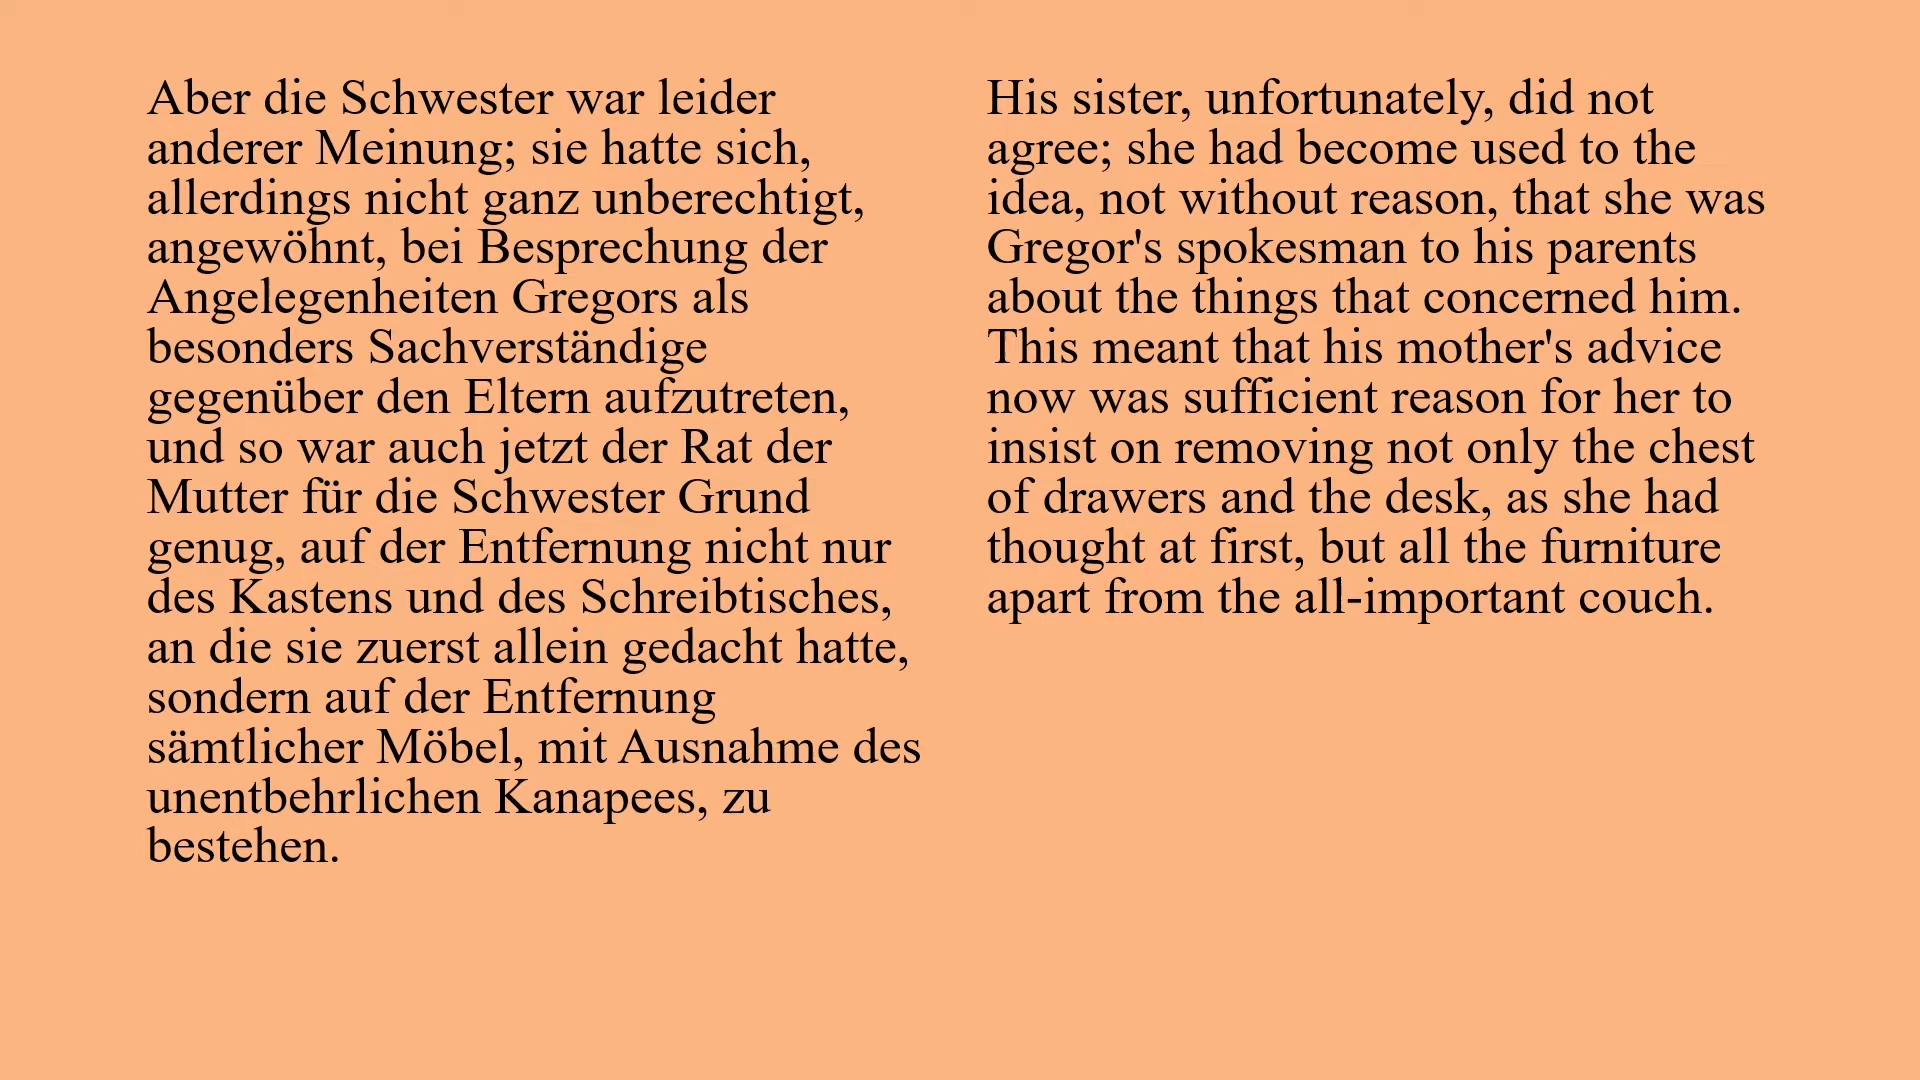 Aber die Schwester war leider
anderer Meinung; sie hatte sich,
allerdings nicht ganz unberechtigt,
angewöhnt, bei Besprechung der
Angelegenheiten Gregors als
besonders Sachverständige
gegenüber den Eltern aufzutreten,
und so war auch jetzt der Rat der
Mutter für die Schwester Grund
genug, auf der Entfernung nicht nur
des Kastens und des Schreibtisches,
an die sie zuerst allein gedacht hatte,
sondern auf der Entfernung
sämtlicher Möbel, mit Ausnahme des
unentbehrlichen Kanapees, zu
bestehen.
His sister, unfortunately, did not
agree; she had become used to the
idea, not without reason, that she was
Gregor's spokesman to his parents
about the things that concerned him.
This meant that his mother's advice
now was sufficient reason for her to
insist on removing not only the chest
of drawers and the desk, as she had
thought at first, but all the furniture
apart from the all-important couch.